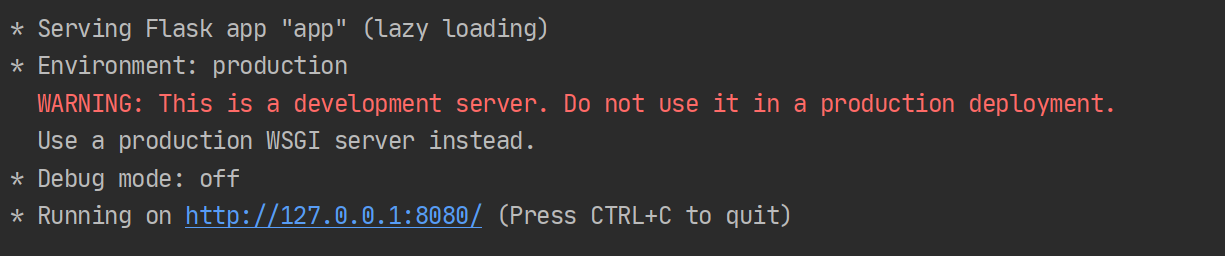 * Serving Flask app "app" (lazy loading)
* Environment: production
WARNING: This is a development server. Do not use it in a production deployment.
Use a production WSGI server instead.
* Debug mode: off
* Running on http://127.0.0.1:8080/ (Press CTRL+C to quit)